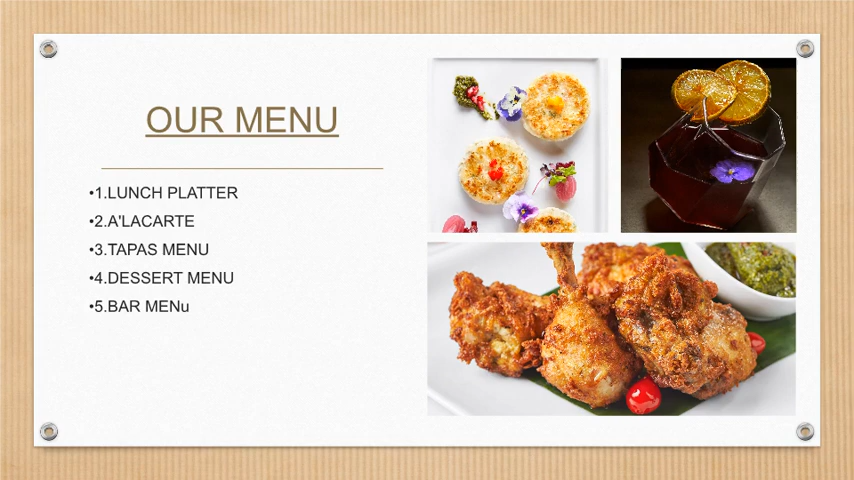 OUR MENU
•1.LUNCH PLATTER
•2.A'LACARTE
•3.TAPAS MENU
•4.DESSERT MENU
•5.BAR MENu